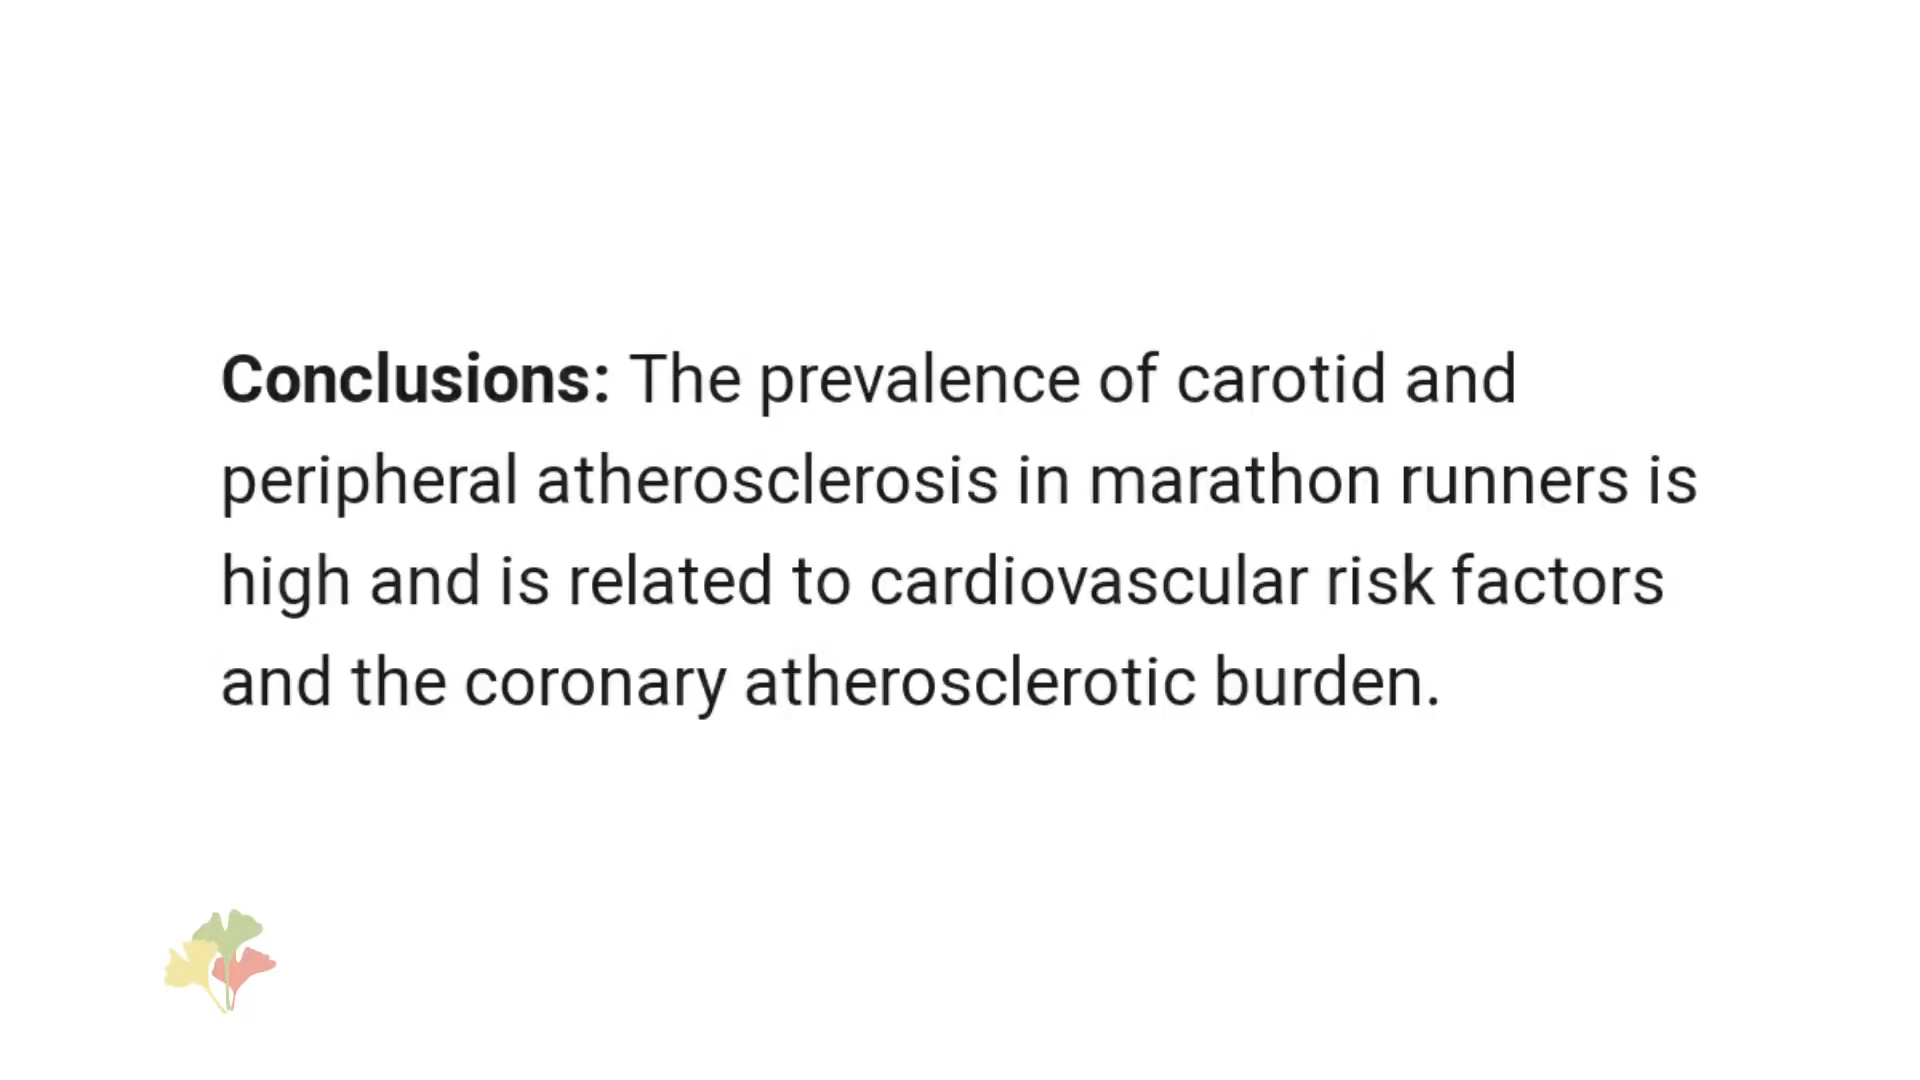 Conclusions: The prevalence of carotid and
peripheral atherosclerosis in marathon runners is
high and is related to cardiovascular risk factors
and the coronary atherosclerotic burden.